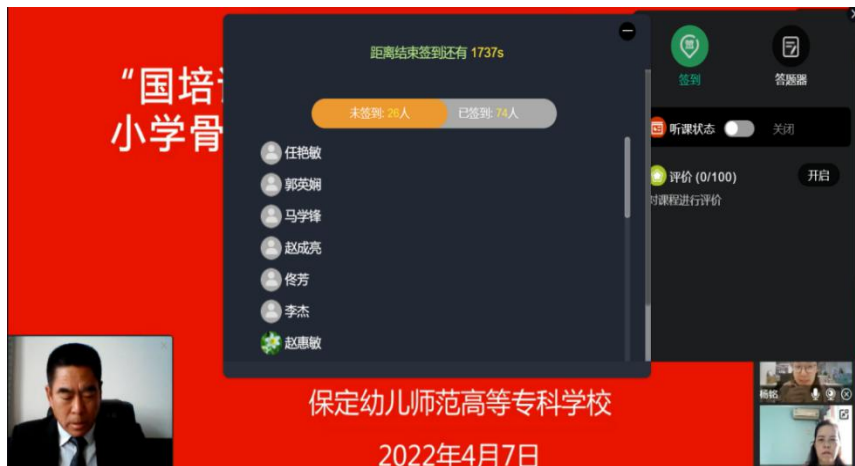 “国培
小学骨
距离结束签到还有 1737s
未签到: 26人
已签到: 74人
任艳敏
郭英娴
马学锋
赵成亮
佟芳
李杰
赵惠敏
签到
答题器
听课状态
关闭
评价 (0/100)
开启
对课程进行评价
保定幼儿师范高等专科学校
2022年4月7日
杨铭